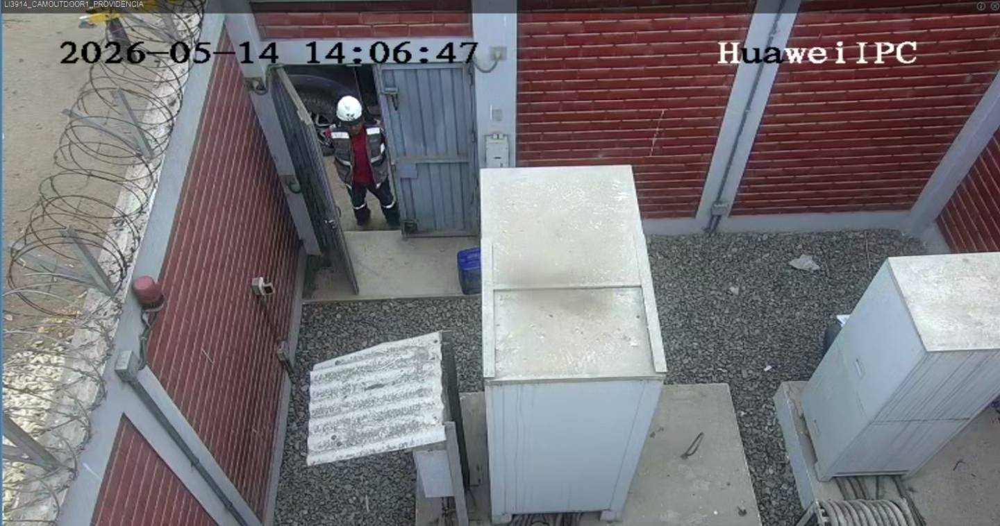 LI3914_CAMOUTDOOR1_PROVIDENCIA
2026-05-14 14:06:47
HuaweiIPC